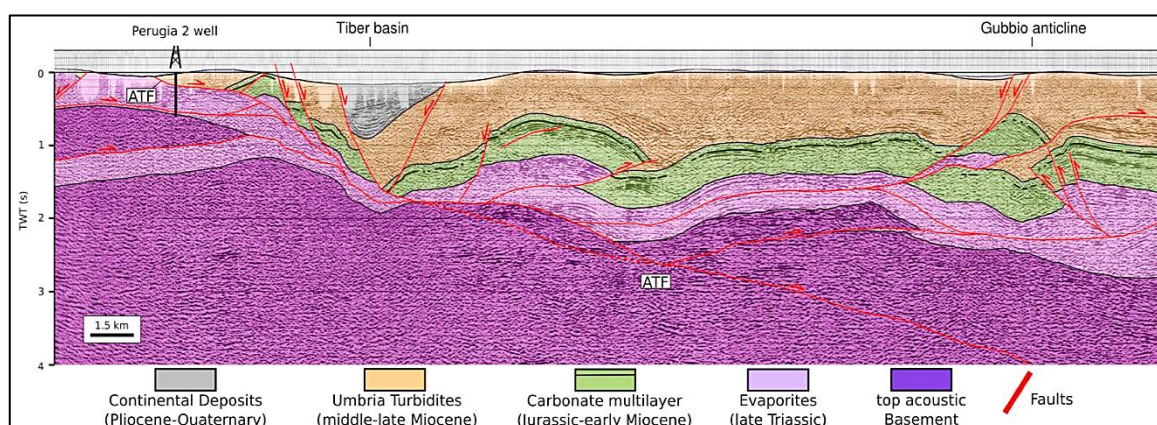 Perugia 2 well
Tiber basin
Gubbio anticline
0
ATF
1
TWT (s)
2
ATF
3
1.5 km
4
Continental Deposits
(Pliocene-Quaternary)
Umbria Turbidites
(middle-late Miocene)
Carbonate multilayer
(Jurassic-early Miocene)
Evaporites
(late Triassic)
top acoustic
Basement
Faults